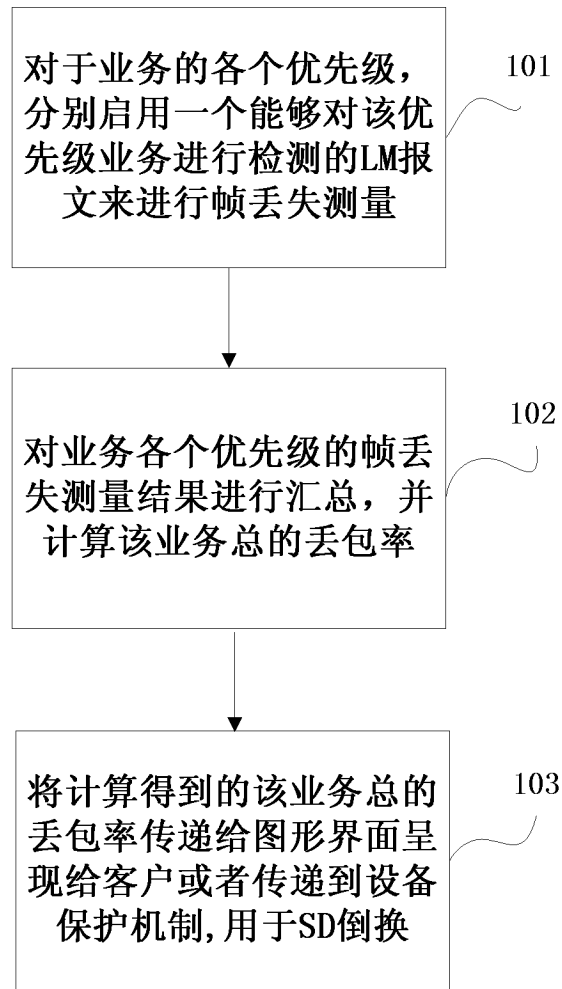 对于业务的各个优先级，
分别启用一个能够对该优
先级业务进行检测的LM报
文来进行帧丢失测量
101
对业务各个优先级的帧丢
失测量结果进行汇总，并
计算该业务总的丢包率
102
将计算得到的该业务总的
丢包率传递给图形界面呈
现给客户或者传递到设备
保护机制,用于SD倒换
103